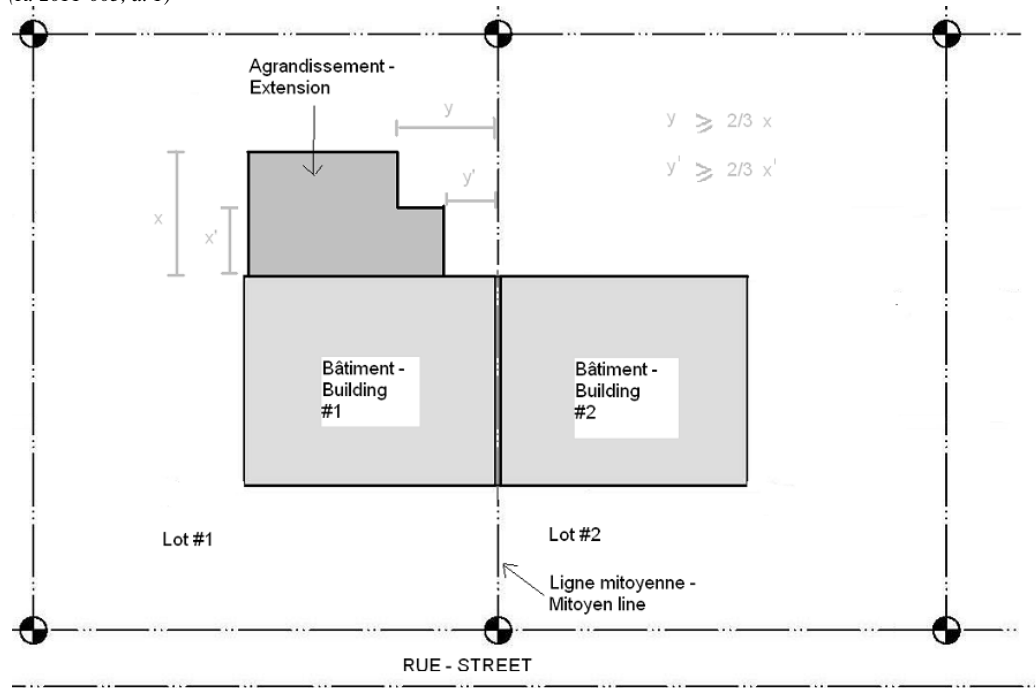 Agrandissement -
Extension
y
y ⩾ 2/3 x
y' ⩾ 2/3 x'
y'
x
x'
Bâtiment -
Building
#1
Bâtiment -
Building
#2
Lot #1
Lot #2
Ligne mitoyenne -
Mitoyen line
RUE - STREET